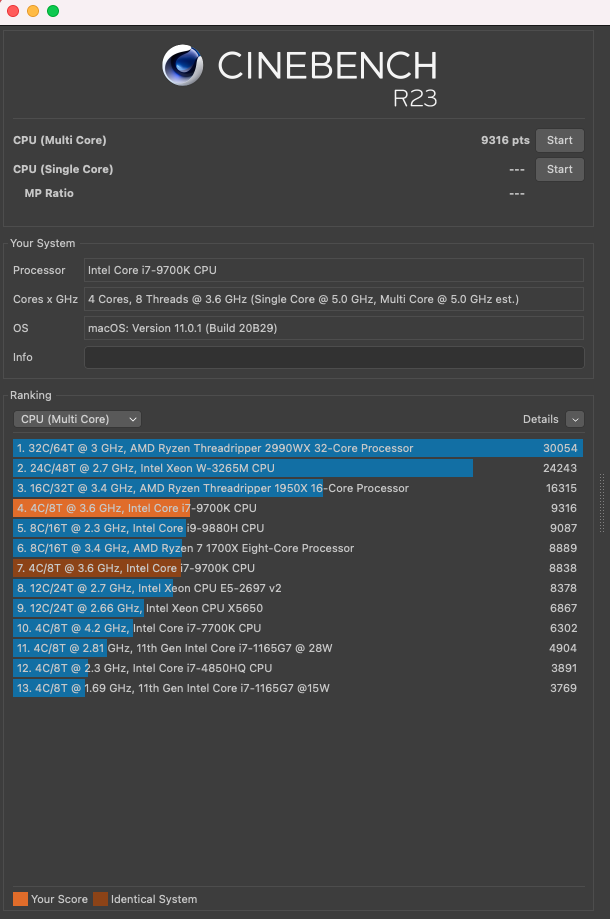 CINEBENCH
R23
CPU (Multi Core) 9316 pts Start
CPU (Single Core) --- Start
MP Ratio ---
Your System
Processor Intel Core i7-9700K CPU
Cores x GHz 4 Cores, 8 Threads @ 3.6 GHz (Single Core @ 5.0 GHz, Multi Core @ 5.0 GHz est.)
OS macOS: Version 11.0.1 (Build 20B29)
Info
Ranking
CPU (Multi Core) Details
1. 32C/64T @ 3 GHz, AMD Ryzen Threadripper 2990WX 32-Core Processor 30054
2. 24C/48T @ 2.7 GHz, Intel Xeon W-3265M CPU 24243
3. 16C/32T @ 3.4 GHz, AMD Ryzen Threadripper 1950X 16-Core Processor 16315
4. 4C/8T @ 3.6 GHz, Intel Core i7-9700K CPU 9316
5. 8C/16T @ 2.3 GHz, Intel Core i9-9880H CPU 9087
6. 8C/16T @ 3.4 GHz, AMD Ryzen 7 1700X Eight-Core Processor 8889
7. 4C/8T @ 3.6 GHz, Intel Core i7-9700K CPU 8838
8. 12C/24T @ 2.7 GHz, Intel Xeon CPU E5-2697 v2 8378
9. 12C/24T @ 2.66 GHz, Intel Xeon CPU X5650 6867
10. 4C/8T @ 4.2 GHz, Intel Core i7-7700K CPU 6302
11. 4C/8T @ 2.81 GHz, 11th Gen Intel Core i7-1165G7 @ 28W 4904
12. 4C/8T @ 2.3 GHz, Intel Core i7-4850HQ CPU 3891
13. 4C/8T @ 1.69 GHz, 11th Gen Intel Core i7-1165G7 @15W 3769
Your Score Identical System